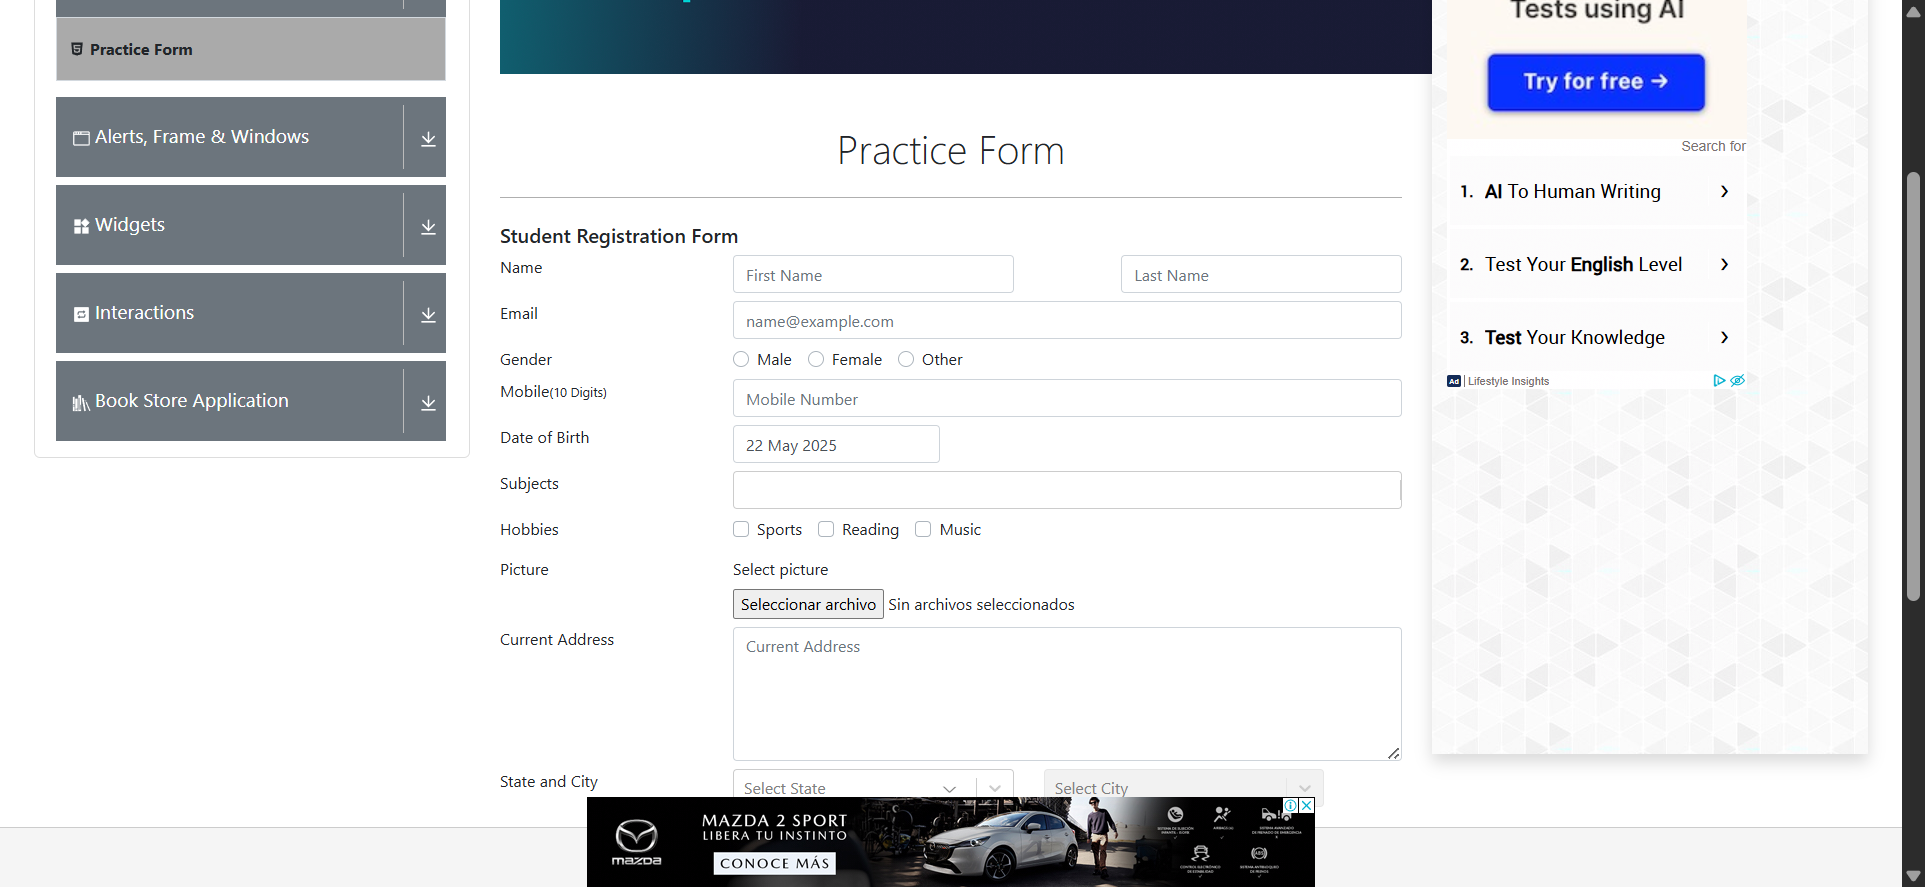 Practice Form
Alerts, Frame & Windows
Widgets
Interactions
Book Store Application
Practice Form
Student Registration Form
Name
First Name
Last Name
Email
name@example.com
Gender
Male
Female
Other
Mobile(10 Digits)
Mobile Number
Date of Birth
22 May 2025
Subjects
Hobbies
Sports
Reading
Music
Picture
Select picture
Seleccionar archivo
Sin archivos seleccionados
Current Address
Current Address
State and City
Select State
Select City
Tests using AI
Try for free →
Search for
1. AI To Human Writing
2. Test Your English Level
3. Test Your Knowledge
Ad
Lifestyle Insights
mazda
MAZDA 2 SPORT
LIBERA TU INSTINTO
CONOCE MÁS